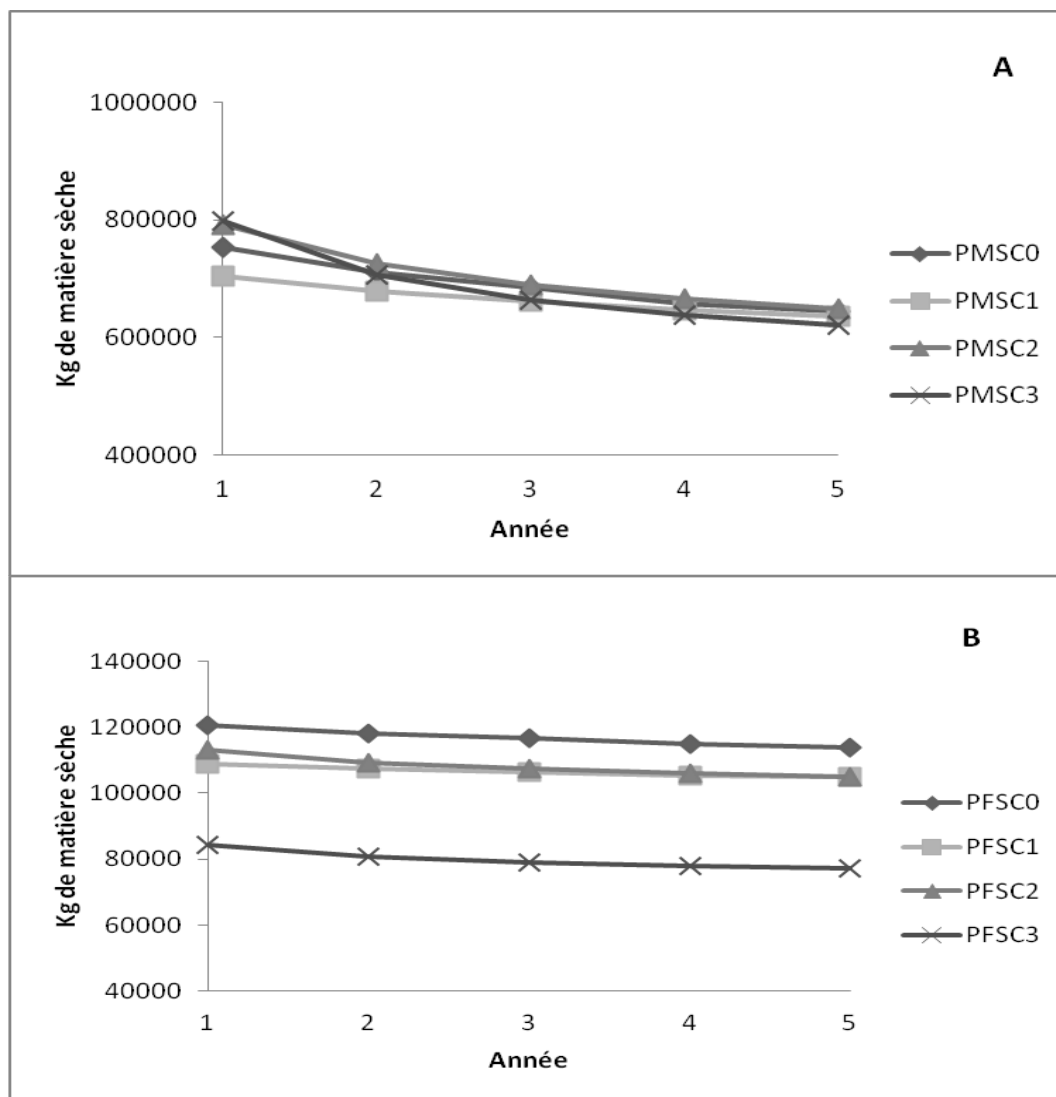 A
Kg de matière sèche
1000000
800000
600000
400000
1 2 3 4 5
Année
PMSC0
PMSC1
PMSC2
PMSC3
B
Kg de matière sèche
140000
120000
100000
80000
60000
40000
1 2 3 4 5
Année
PFSC0
PFSC1
PFSC2
PFSC3